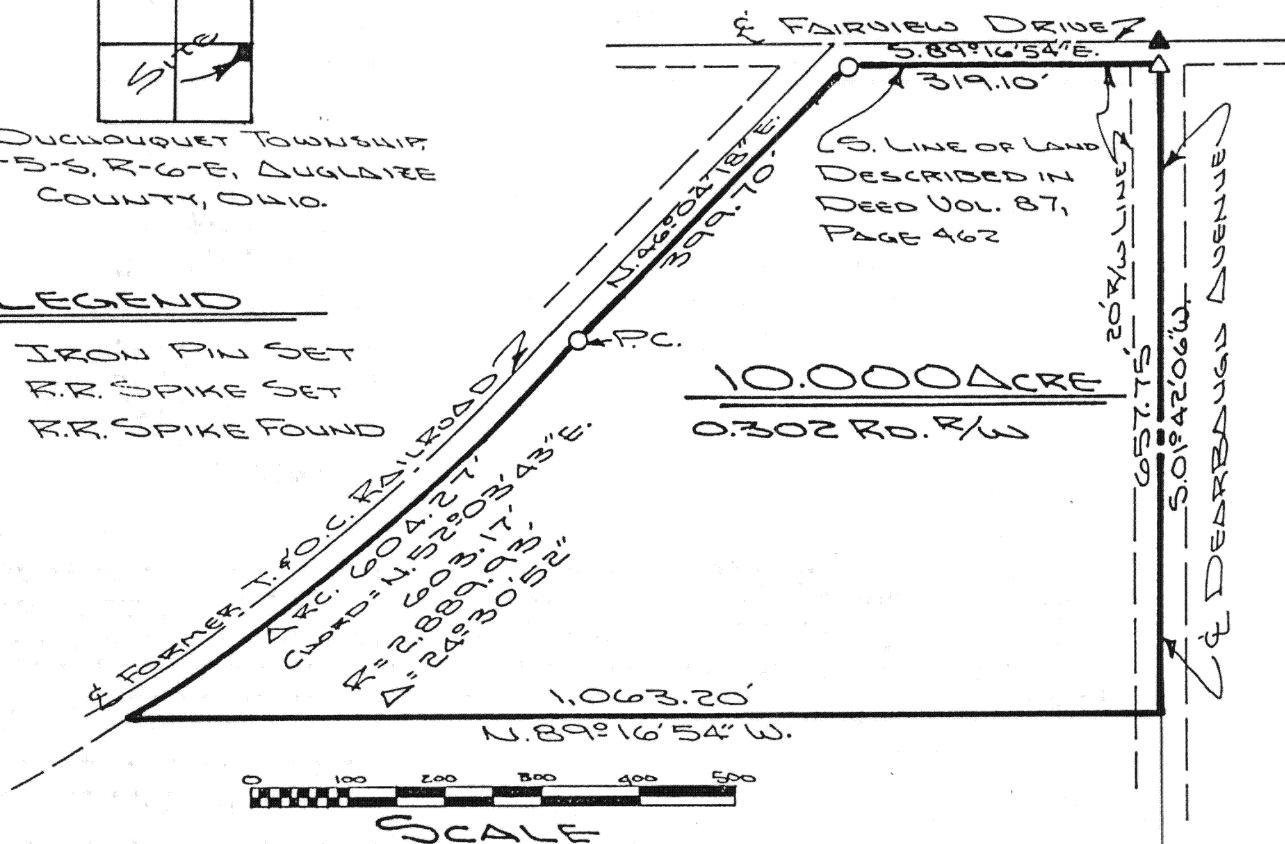 Site
DUCHOUQUET TOWNSHIP,
-5-S, R-6-E, AUGLAIZE
COUNTY, OHIO.
LEGEND
IRON PIN SET
R.R. SPIKE SET
R.R. SPIKE FOUND
℄ FAIRVIEW DRIVE
S.89°16'54"E.
319.10'
S. LINE OF LAND
DESCRIBED IN
DEED VOL. 87,
PAGE 462
N.46°04'18"E.
399.70'
P.C.
20' R/W LINE
657.75'
S.01°42'06"W.
℄ DEARBAUGH AVENUE
10.000 ACRE
0.302 RD. R/W
℄ FORMER T. & O.C. RAILROAD
ARC. 604.27'
CHORD = N.52°03'43"E.
603.17'
R = 2,889.93'
Δ = 24°30'52"
1,063.20'
N.89°16'54"W.
0 100 200 300 400 500
SCALE